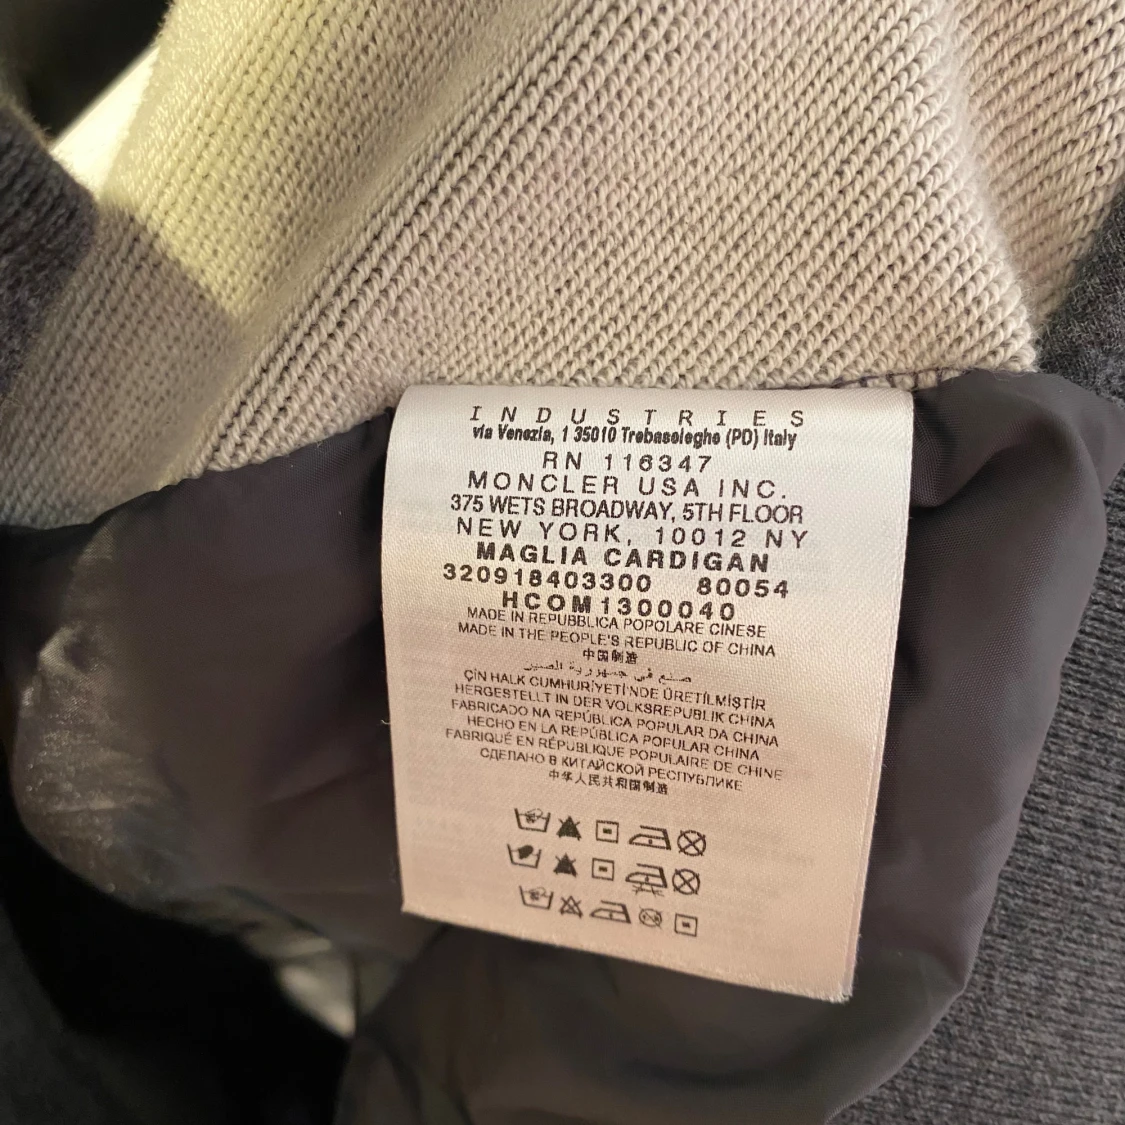 INDUSTRIES
via Venezia, 1 35010 Trebaseleghe (PD) Italy
RN 116347
MONCLER USA INC.
375 WETS BROADWAY, 5TH FLOOR
NEW YORK, 10012 NY
MAGLIA CARDIGAN
320918403300 80054
HCOM1300040
MADE IN REPUBBLICA POPOLARE CINESE
MADE IN THE PEOPLE'S REPUBLIC OF CHINA
中国制造
صنع في جمهورية الصين
ÇİN HALK CUMHURİYETİ'NDE ÜRETİLMİŞTİR
HERGESTELLT IN DER VOLKSREPUBLIK CHINA
FABRICADO NA REPÚBLICA POPULAR DA CHINA
HECHO EN LA REPÚBLICA POPULAR CHINA
FABRIQUÉ EN RÉPUBLIQUE POPULAIRE DE CHINE
СДЕЛАНО В КИТАЙСКОЙ РЕСПУБЛИКЕ
中华人民共和国制造